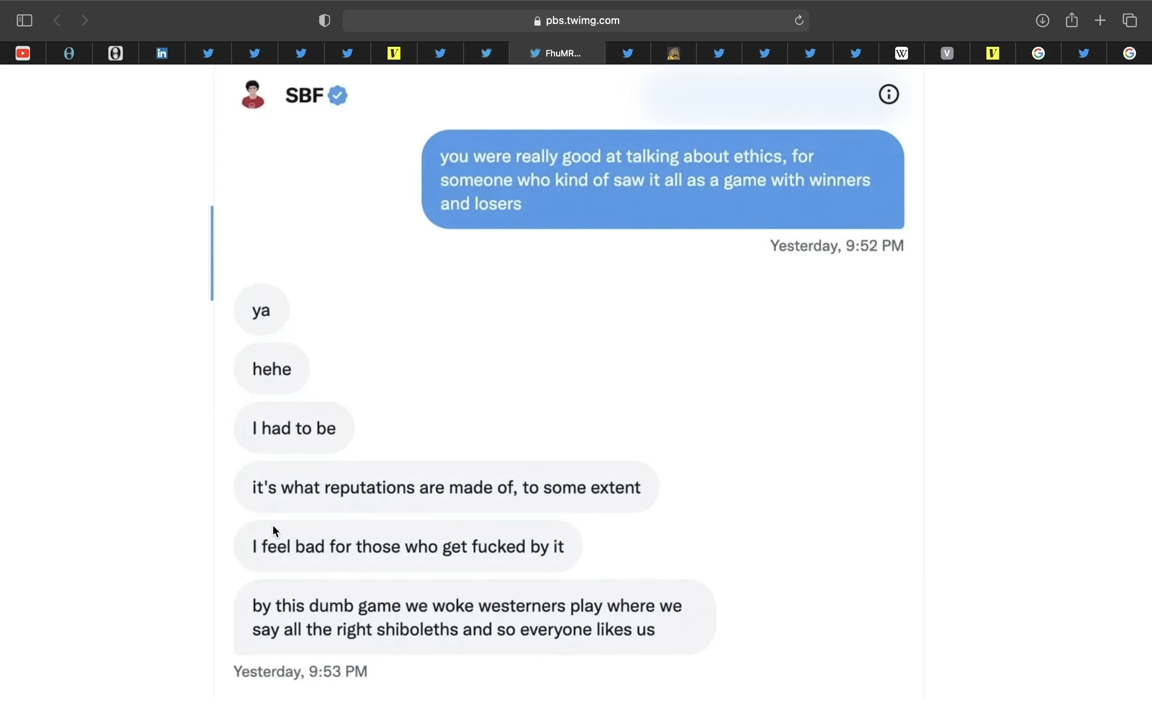 pbs.twimg.com
in
V
FhuMR...
W
V
V
G
G
SBF
you were really good at talking about ethics, for
someone who kind of saw it all as a game with winners
and losers
Yesterday, 9:52 PM
ya
hehe
I had to be
it's what reputations are made of, to some extent
I feel bad for those who get fucked by it
by this dumb game we woke westerners play where we
say all the right shiboleths and so everyone likes us
Yesterday, 9:53 PM